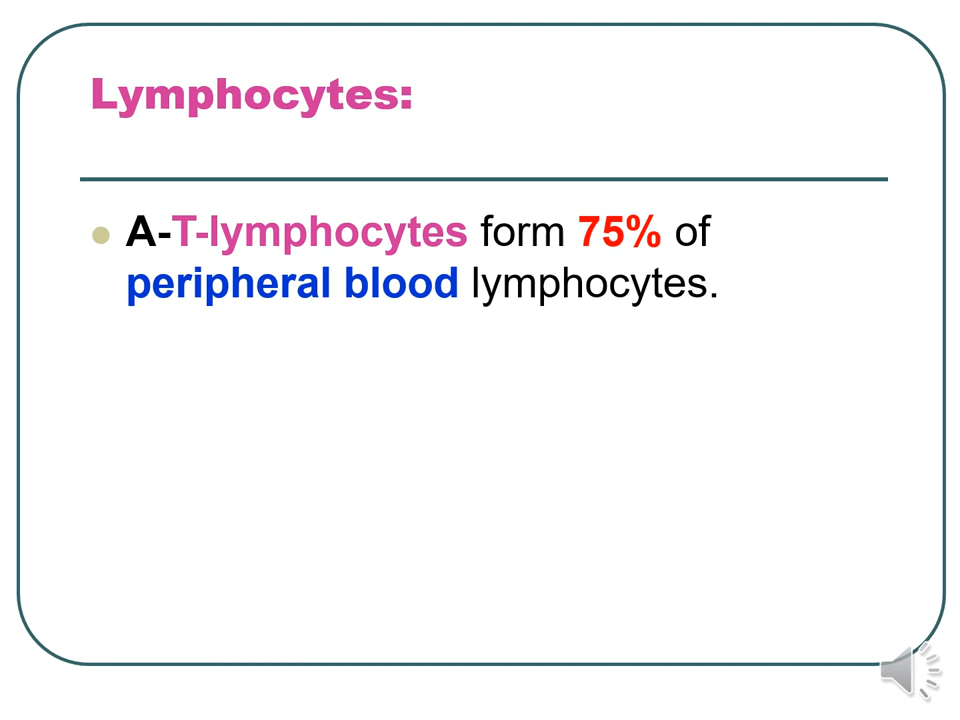 Lymphocytes:
A-T-lymphocytes form 75% of
peripheral blood lymphocytes.